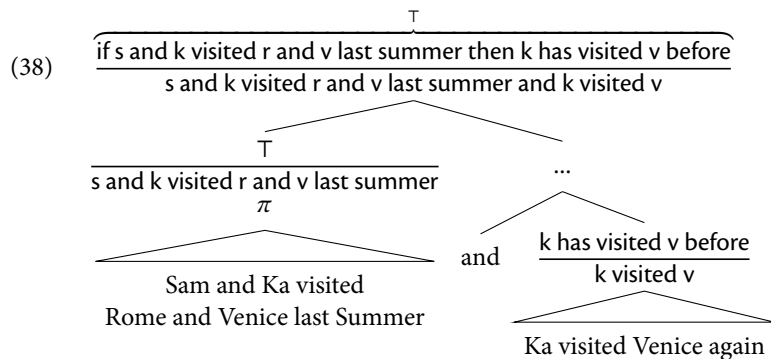 ⊤
if s and k visited r and v last summer then k has visited v before
(38)
s and k visited r and v last summer and k visited v
⊤
s and k visited r and v last summer
π
...
and
k has visited v before
k visited v
Sam and Ka visited
Rome and Venice last Summer
Ka visited Venice again